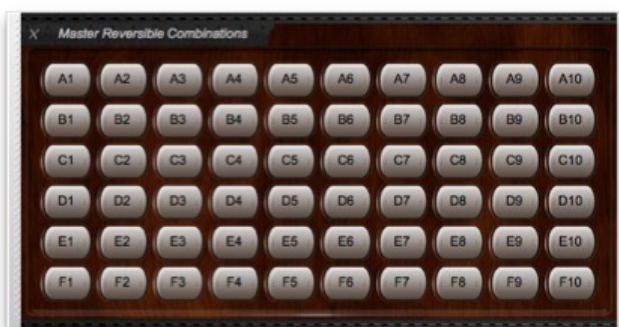 X Master Reversible Combinations
A1 A2 A3 A4 A5 A6 A7 A8 A9 A10
B1 B2 B3 B4 B5 B6 B7 B8 B9 B10
C1 C2 C3 C4 C5 C6 C7 C8 C9 C10
D1 D2 D3 D4 D5 D6 D7 D8 D9 D10
E1 E2 E3 E4 E5 E6 E7 E8 E9 E10
F1 F2 F3 F4 F5 F6 F7 F8 F9 F10